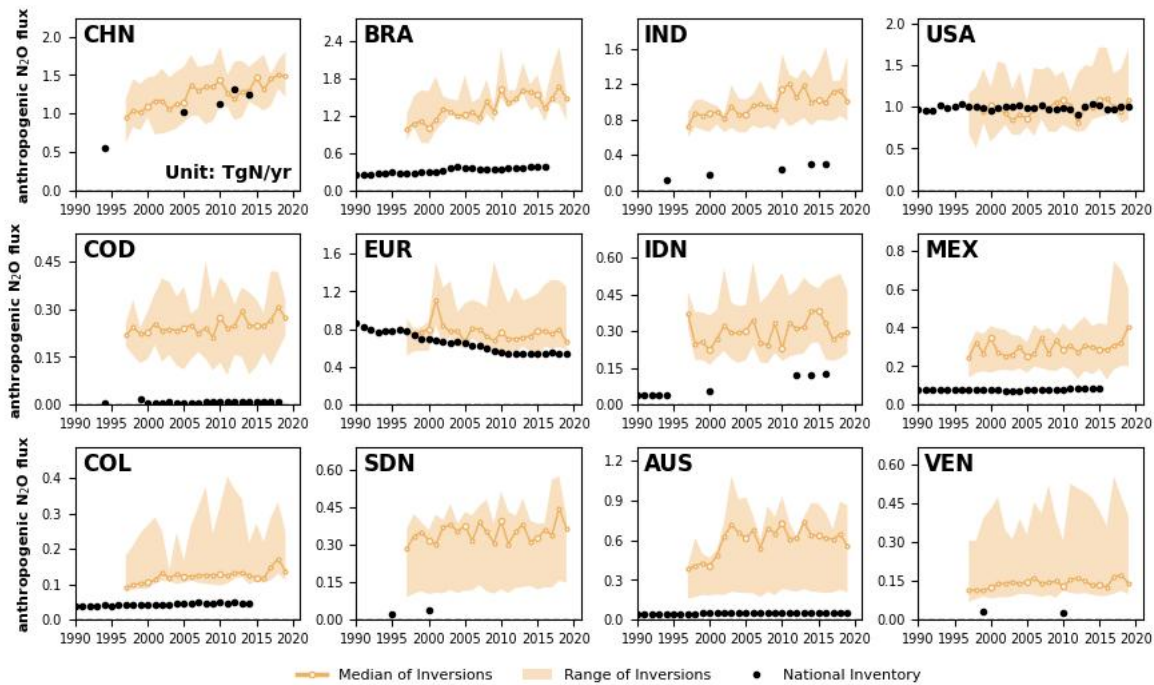 anthropogenic N₂O flux
CHN
2.0
1.5
1.0
0.5
0.0
Unit: TgN/yr
1990 1995 2000 2005 2010 2015 2020
BRA
2.4
1.8
1.2
0.6
0.0
1990 1995 2000 2005 2010 2015 2020
IND
1.6
1.2
0.8
0.4
0.0
1990 1995 2000 2005 2010 2015 2020
USA
2.0
1.5
1.0
0.5
0.0
1990 1995 2000 2005 2010 2015 2020
anthropogenic N₂O flux
COD
0.45
0.30
0.15
0.00
1990 1995 2000 2005 2010 2015 2020
EUR
1.6
1.2
0.8
0.4
0.0
1990 1995 2000 2005 2010 2015 2020
IDN
0.60
0.45
0.30
0.15
0.00
1990 1995 2000 2005 2010 2015 2020
MEX
0.8
0.6
0.4
0.2
0.0
1990 1995 2000 2005 2010 2015 2020
anthropogenic N₂O flux
COL
0.4
0.3
0.2
0.1
0.0
1990 1995 2000 2005 2010 2015 2020
SDN
0.60
0.45
0.30
0.15
0.00
1990 1995 2000 2005 2010 2015 2020
AUS
1.2
0.9
0.6
0.3
0.0
1990 1995 2000 2005 2010 2015 2020
VEN
0.60
0.45
0.30
0.15
0.00
1990 1995 2000 2005 2010 2015 2020
Median of Inversions
Range of Inversions
National Inventory